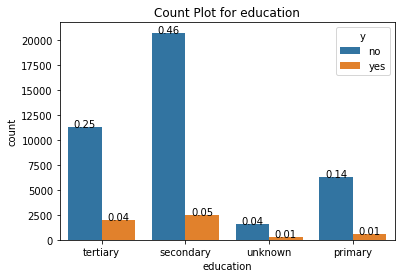 Count Plot for education
y
no
yes
count
20000
17500
15000
12500
10000
7500
5000
2500
0
0.25
0.04
0.46
0.05
0.04
0.01
0.14
0.01
tertiary
secondary
unknown
primary
education